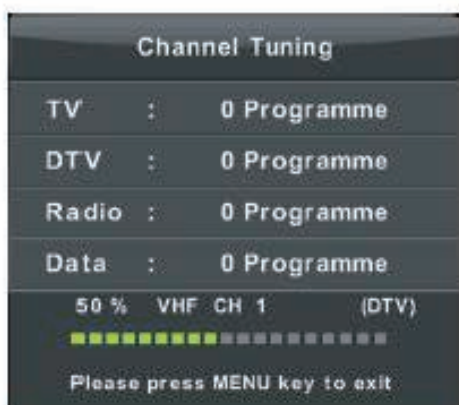 Channel Tuning
TV : 0 Programme
DTV : 0 Programme
Radio : 0 Programme
Data : 0 Programme
50 % VHF CH 1 (DTV)
Please press MENU key to exit